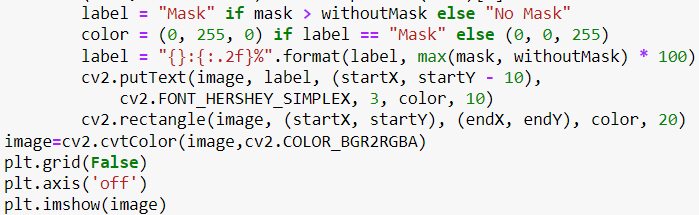 label = "Mask" if mask > withoutMask else "No Mask"
color = (0, 255, 0) if label == "Mask" else (0, 0, 255)
label = "{}:{:.2f}%".format(label, max(mask, withoutMask) * 100)
cv2.putText(image, label, (startX, startY - 10),
cv2.FONT_HERSHEY_SIMPLEX, 3, color, 10)
cv2.rectangle(image, (startX, startY), (endX, endY), color, 20)
image=cv2.cvtColor(image,cv2.COLOR_BGR2RGBA)
plt.grid(False)
plt.axis('off')
plt.imshow(image)